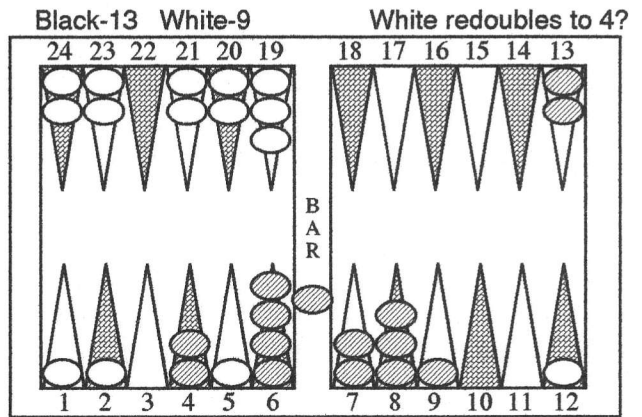 Black-13 White-9 White redoubles to 4?
24 23 22 21 20 19 18 17 16 15 14 13
B
A
R
1 2 3 4 5 6 7 8 9 10 11 12